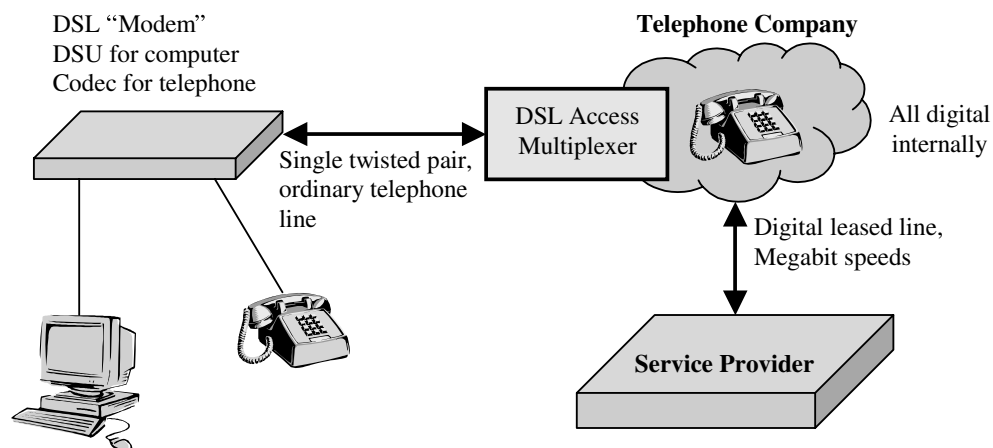 DSL “Modem”
DSU for computer
Codec for telephone
Telephone Company
DSL Access
Multiplexer
All digital
internally
Single twisted pair,
ordinary telephone
line
Digital leased line,
Megabit speeds
Service Provider